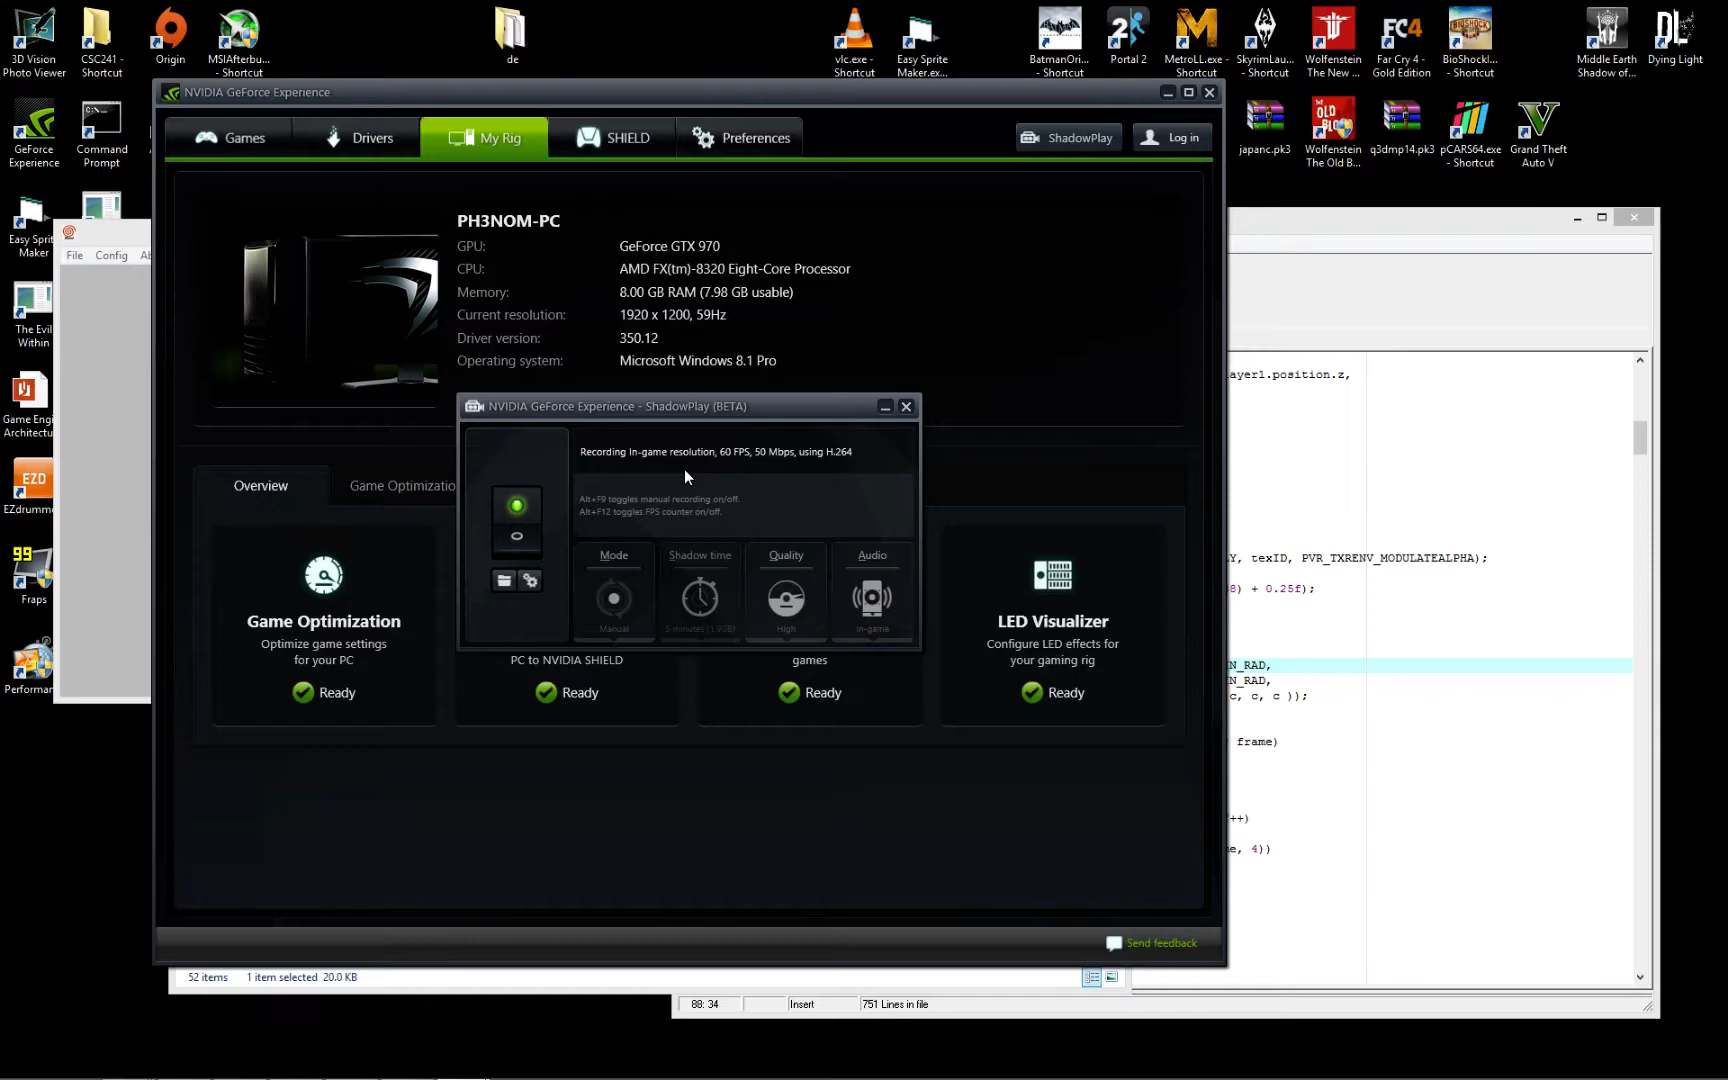 3D Vision
Photo Viewer
CSC241 -
Shortcut
Origin
MSIAfterbu...
- Shortcut
de
vlc.exe -
Shortcut
Easy Sprite
Maker.ex...
BatmanOri...
- Shortcut
Portal 2
MetroLL.exe -
Shortcut
SkyrimLau...
- Shortcut
Wolfenstein
The New ...
Far Cry 4 -
Gold Edition
BioShockI...
- Shortcut
Middle Earth
Shadow of...
Dying Light
GeForce
Experience
Command
Prompt
japanc.pk3
Wolfenstein
The Old B...
q3dmp14.pk3
pCARS64.exe
- Shortcut
Grand Theft
Auto V
Easy Sprit
Maker
The Evil
Within
Game Engi
Architectu
EZD
EZdrumme
99
Fraps
Performan
File Config Ab
NVIDIA GeForce Experience
Games
Drivers
My Rig
SHIELD
Preferences
ShadowPlay
Log in
PH3NOM-PC
GPU: GeForce GTX 970
CPU: AMD FX(tm)-8320 Eight-Core Processor
Memory: 8.00 GB RAM (7.98 GB usable)
Current resolution: 1920 x 1200, 59Hz
Driver version: 350.12
Operating system: Microsoft Windows 8.1 Pro
NVIDIA GeForce Experience - ShadowPlay (BETA)
Recording In-game resolution, 60 FPS, 50 Mbps, using H.264
Alt+F9 toggles manual recording on/off.
Alt+F12 toggles FPS counter on/off.
Mode
Shadow time
Quality
Audio
Manual
5 minutes (1.9GB)
High
In-game
Overview
Game Optimizatio
Game Optimization
Optimize game settings
for your PC
Ready
PC to NVIDIA SHIELD
Ready
games
Ready
LED Visualizer
Configure LED effects for
your gaming rig
Ready
Send feedback
ayer1.position.z,
Y, texID, PVR_TXRENV_MODULATEALPHA);
8) + 0.25f);
N_RAD,
N_RAD,
c, c, c ));
frame)
2++)
e, 4))
52 items 1 item selected 20.0 KB
88: 34 Insert 751 Lines in file